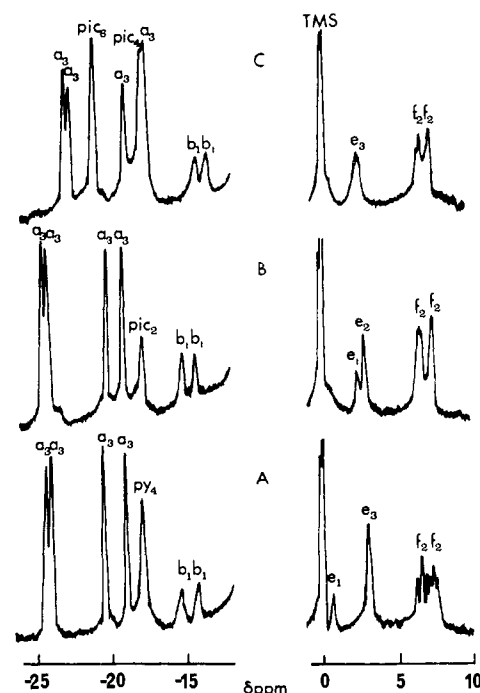 a₃ a₃ pic₆ a₃ pic₄ a₃ b₁ b₁ C TMS e₃ f₂ f₂
a₃ a₃ a₃ a₃ pic₂ b₁ b₁ B e₁ e₂ f₂ f₂
a₃ a₃ a₃ a₃ py₄ b₁ b₁ A e₁ e₃ f₂ f₂
-25 -20 -15 0 5 10
δppm